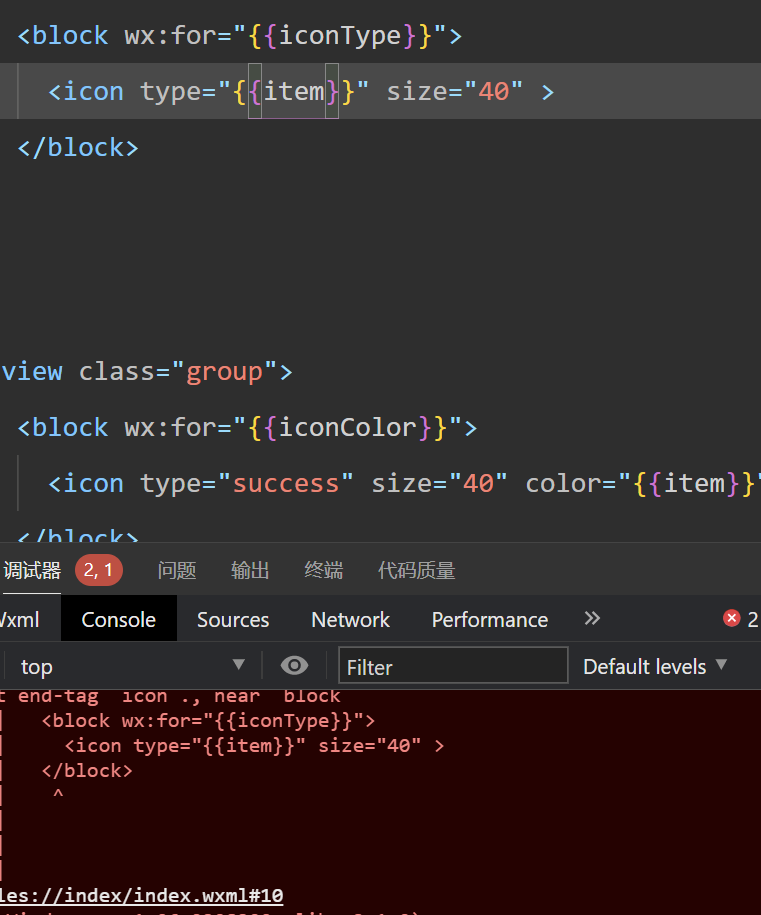 <block wx:for="{{iconType}}">
<icon type="{{item}}" size="40" >
</block>
view class="group">
<block wx:for="{{iconColor}}">
<icon type="success" size="40" color="{{item}}"
</block>
调试器 2, 1 问题 输出 终端 代码质量
Wxml Console Sources Network Performance 2
top Filter Default levels
t end-tag `icon`., near `block`
<block wx:for="{{iconType}}">
<icon type="{{item}}" size="40" >
</block>
^
les://index/index.wxml#10